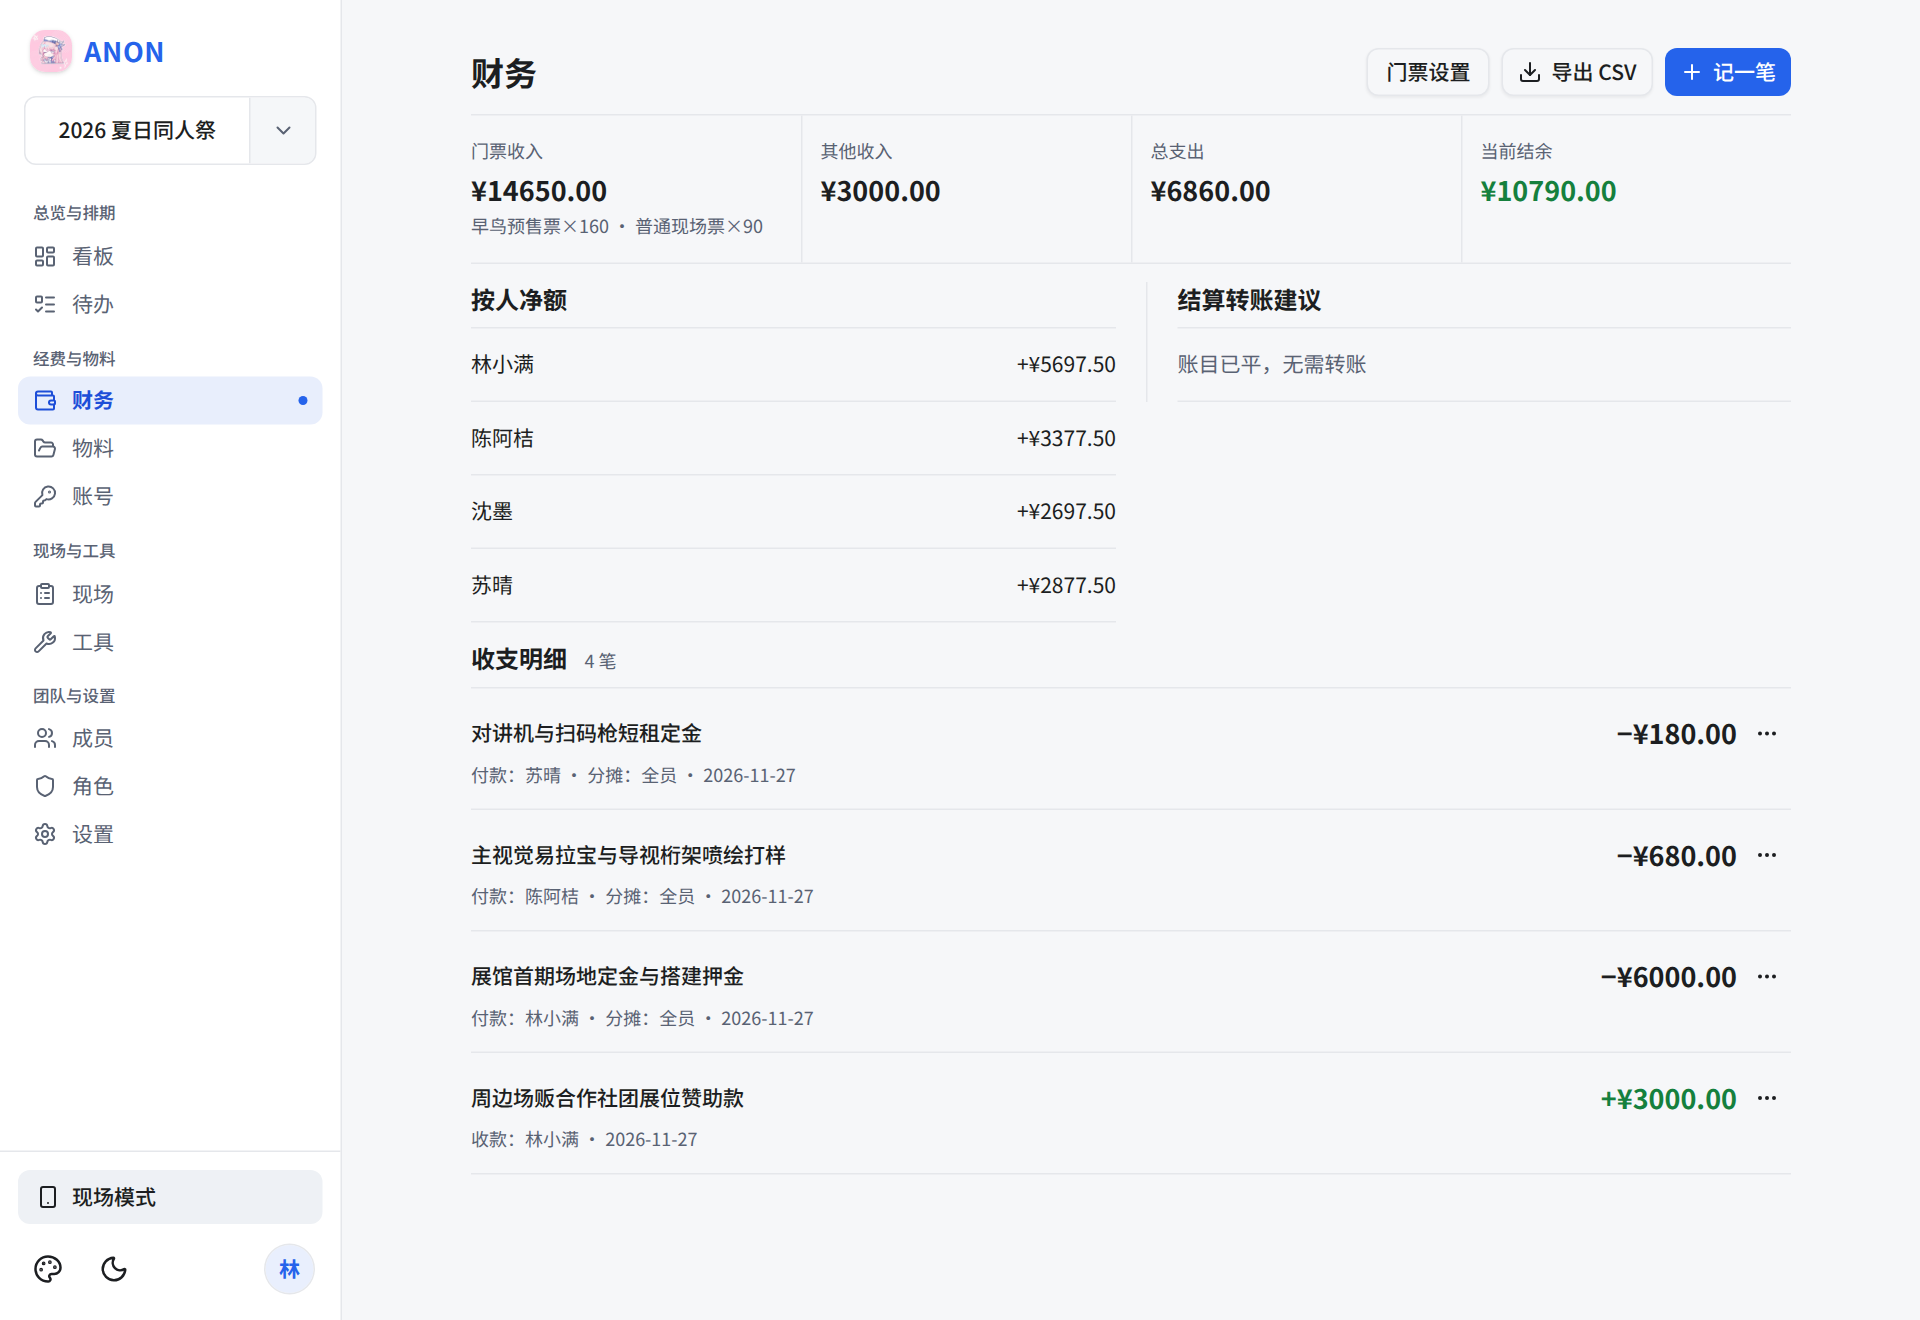 ANON
2026 夏日同人祭
总览与排期
看板
待办
经费与物料
财务
物料
账号
现场与工具
现场
工具
团队与设置
成员
角色
设置
现场模式
林
财务
门票设置
导出 CSV
记一笔
门票收入
¥14650.00
早鸟预售票×160 · 普通现场票×90
其他收入
¥3000.00
总支出
¥6860.00
当前结余
¥10790.00
按人净额
林小满 +¥5697.50
陈阿桔 +¥3377.50
沈墨 +¥2697.50
苏晴 +¥2877.50
结算转账建议
账目已平，无需转账
收支明细 4 笔
对讲机与扫码枪短租定金 −¥180.00
付款：苏晴 · 分摊：全员 · 2026-11-27
主视觉易拉宝与导视桁架喷绘打样 −¥680.00
付款：陈阿桔 · 分摊：全员 · 2026-11-27
展馆首期场地定金与搭建押金 −¥6000.00
付款：林小满 · 分摊：全员 · 2026-11-27
周边场贩合作社团展位赞助款 +¥3000.00
收款：林小满 · 2026-11-27